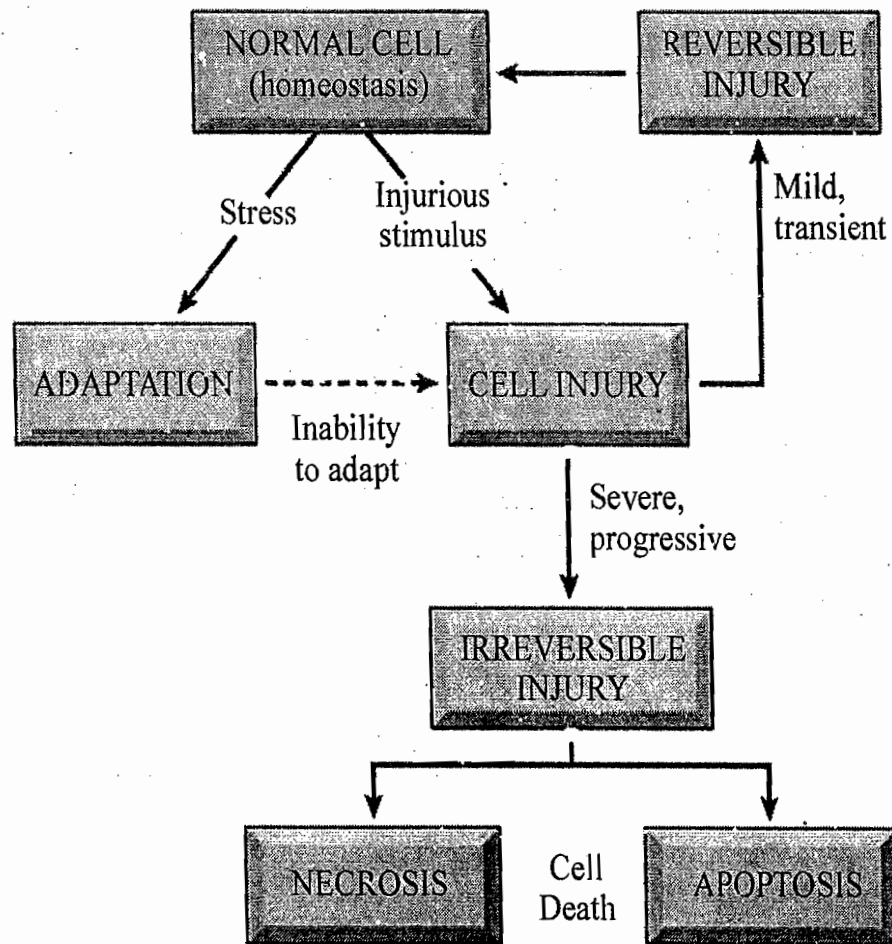 NORMAL CELL
(homeostasis)
REVERSIBLE
INJURY
Stress
Injurious
stimulus
Mild,
transient
ADAPTATION
Inability
to adapt
CELL INJURY
Severe,
progressive
IRREVERSIBLE
INJURY
NECROSIS
Cell
Death
APOPTOSIS